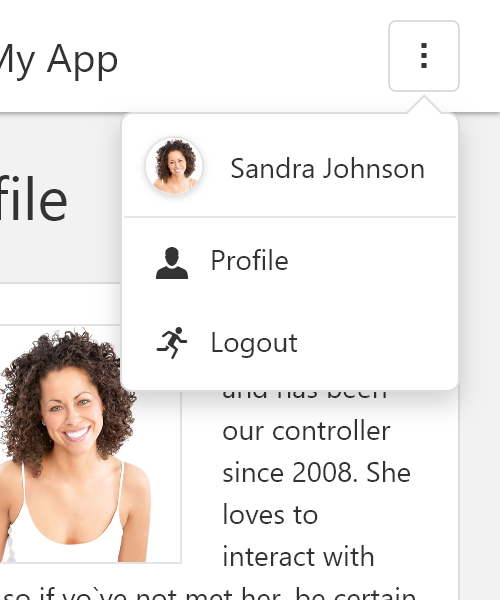 My App
Sandra Johnson
file
Profile
Logout
and has been
our controller
since 2008. She
loves to
interact with
so if yo`ve not met her, be certain